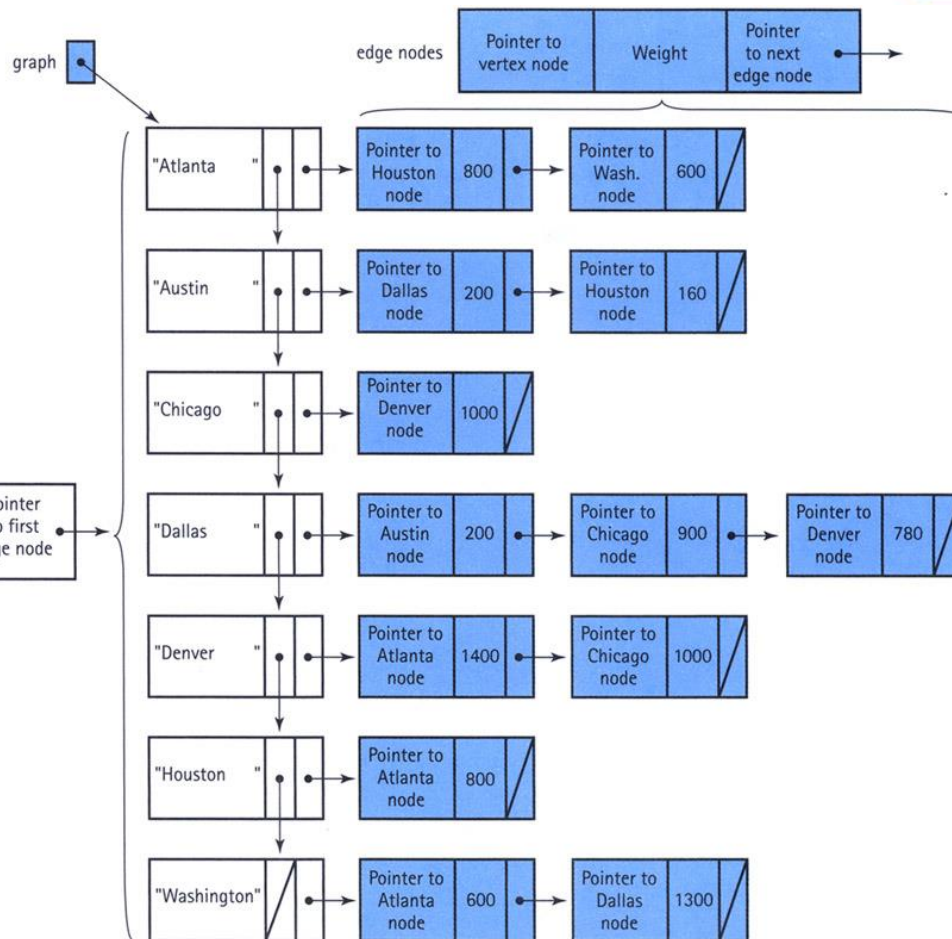 graph
edge nodes
Pointer to
vertex node
Weight
Pointer
to next
edge node
"Atlanta "
Pointer to
Houston
node
800
Pointer to
Wash.
node
600
"Austin "
Pointer to
Dallas
node
200
Pointer to
Houston
node
160
"Chicago "
Pointer to
Denver
node
1000
first
node
"Dallas "
Pointer to
Austin
node
200
Pointer to
Chicago
node
900
Pointer to
Denver
node
780
"Denver "
Pointer to
Atlanta
node
1400
Pointer to
Chicago
node
1000
"Houston "
Pointer to
Atlanta
node
800
"Washington"
Pointer to
Atlanta
node
600
Pointer to
Dallas
node
1300